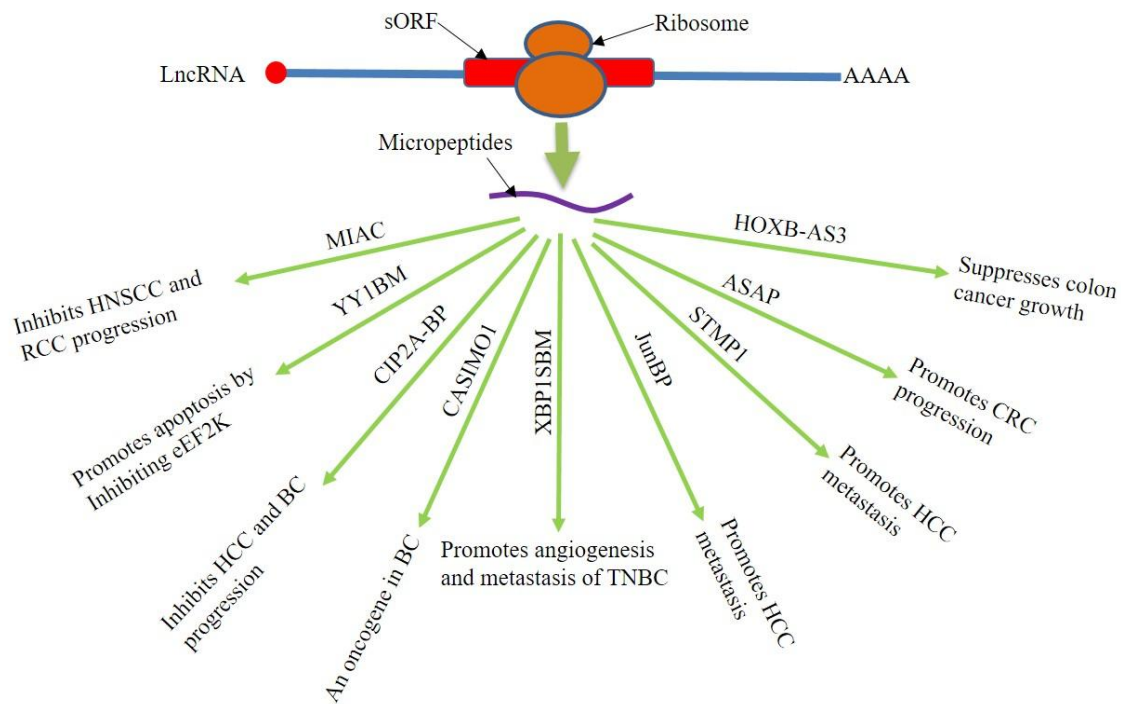 sORF
Ribosome
LncRNA
AAAA
Micropeptides
MIAC
Inhibits HNSCC and
RCC progression
YY1BM
Promotes apoptosis by
Inhibiting eEF2K
CIP2A-BP
Inhibits HCC and BC
progression
CASIMO1
An oncogene in BC
XBP1SBM
Promotes angiogenesis
and metastasis of TNBC
JunBP
Promotes HCC
metastasis
STMP1
Promotes HCC
metastasis
ASAP
Promotes CRC
progression
HOXB-AS3
Suppresses colon
cancer growth